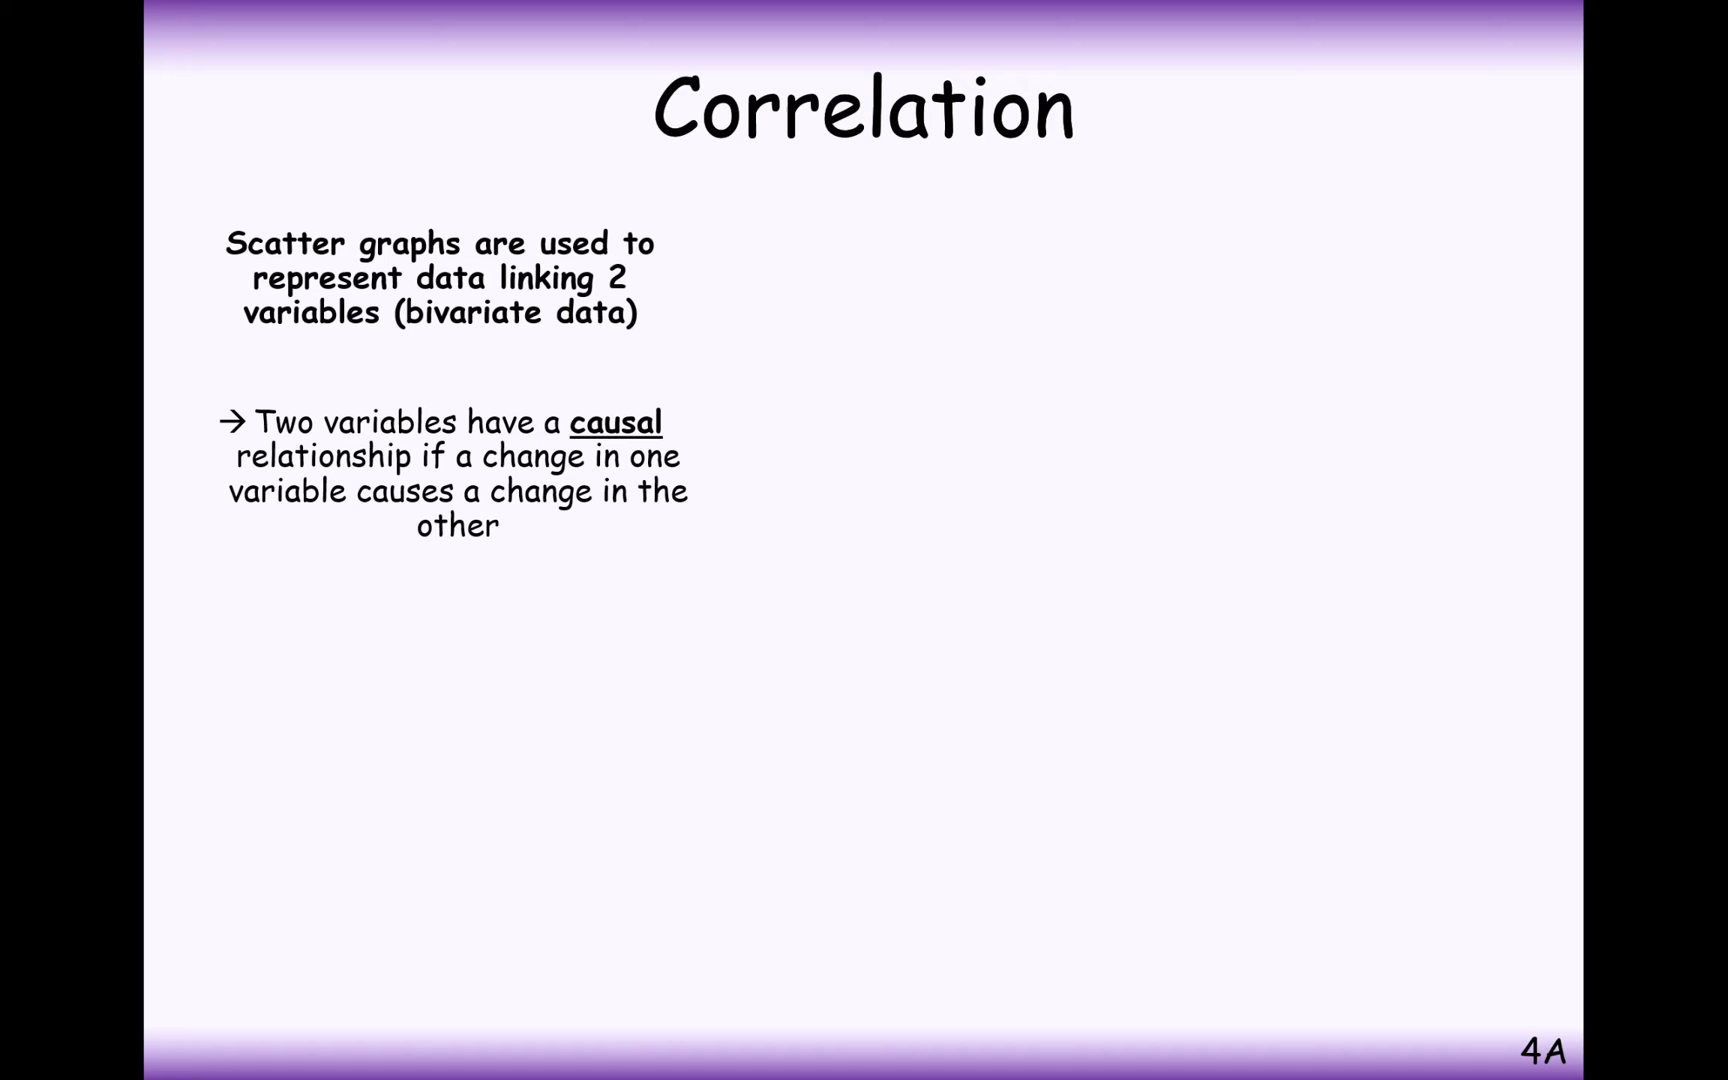 Correlation
Scatter graphs are used to
represent data linking 2
variables (bivariate data)
→ Two variables have a causal
relationship if a change in one
variable causes a change in the
other
4A